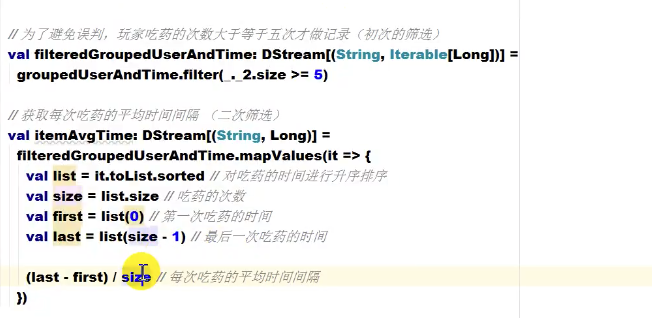 // 为了避免误判，玩家吃药的次数大于等于五次才做记录（初次的筛选）
val filteredGroupedUserAndTime: DStream[(String, Iterable[Long])] =
groupedUserAndTime.filter(_._2.size >= 5)
// 获取每次吃药的平均时间间隔 （二次筛选）
val itemAvgTime: DStream[(String, Long)] =
filteredGroupedUserAndTime.mapValues(it => {
val list = it.toList.sorted // 对吃药的时间进行升序排序
val size = list.size // 吃药的次数
val first = list(0) // 第一次吃药的时间
val last = list(size - 1) // 最后一次吃药的时间
(last - first) / size // 每次吃药的平均时间间隔
})